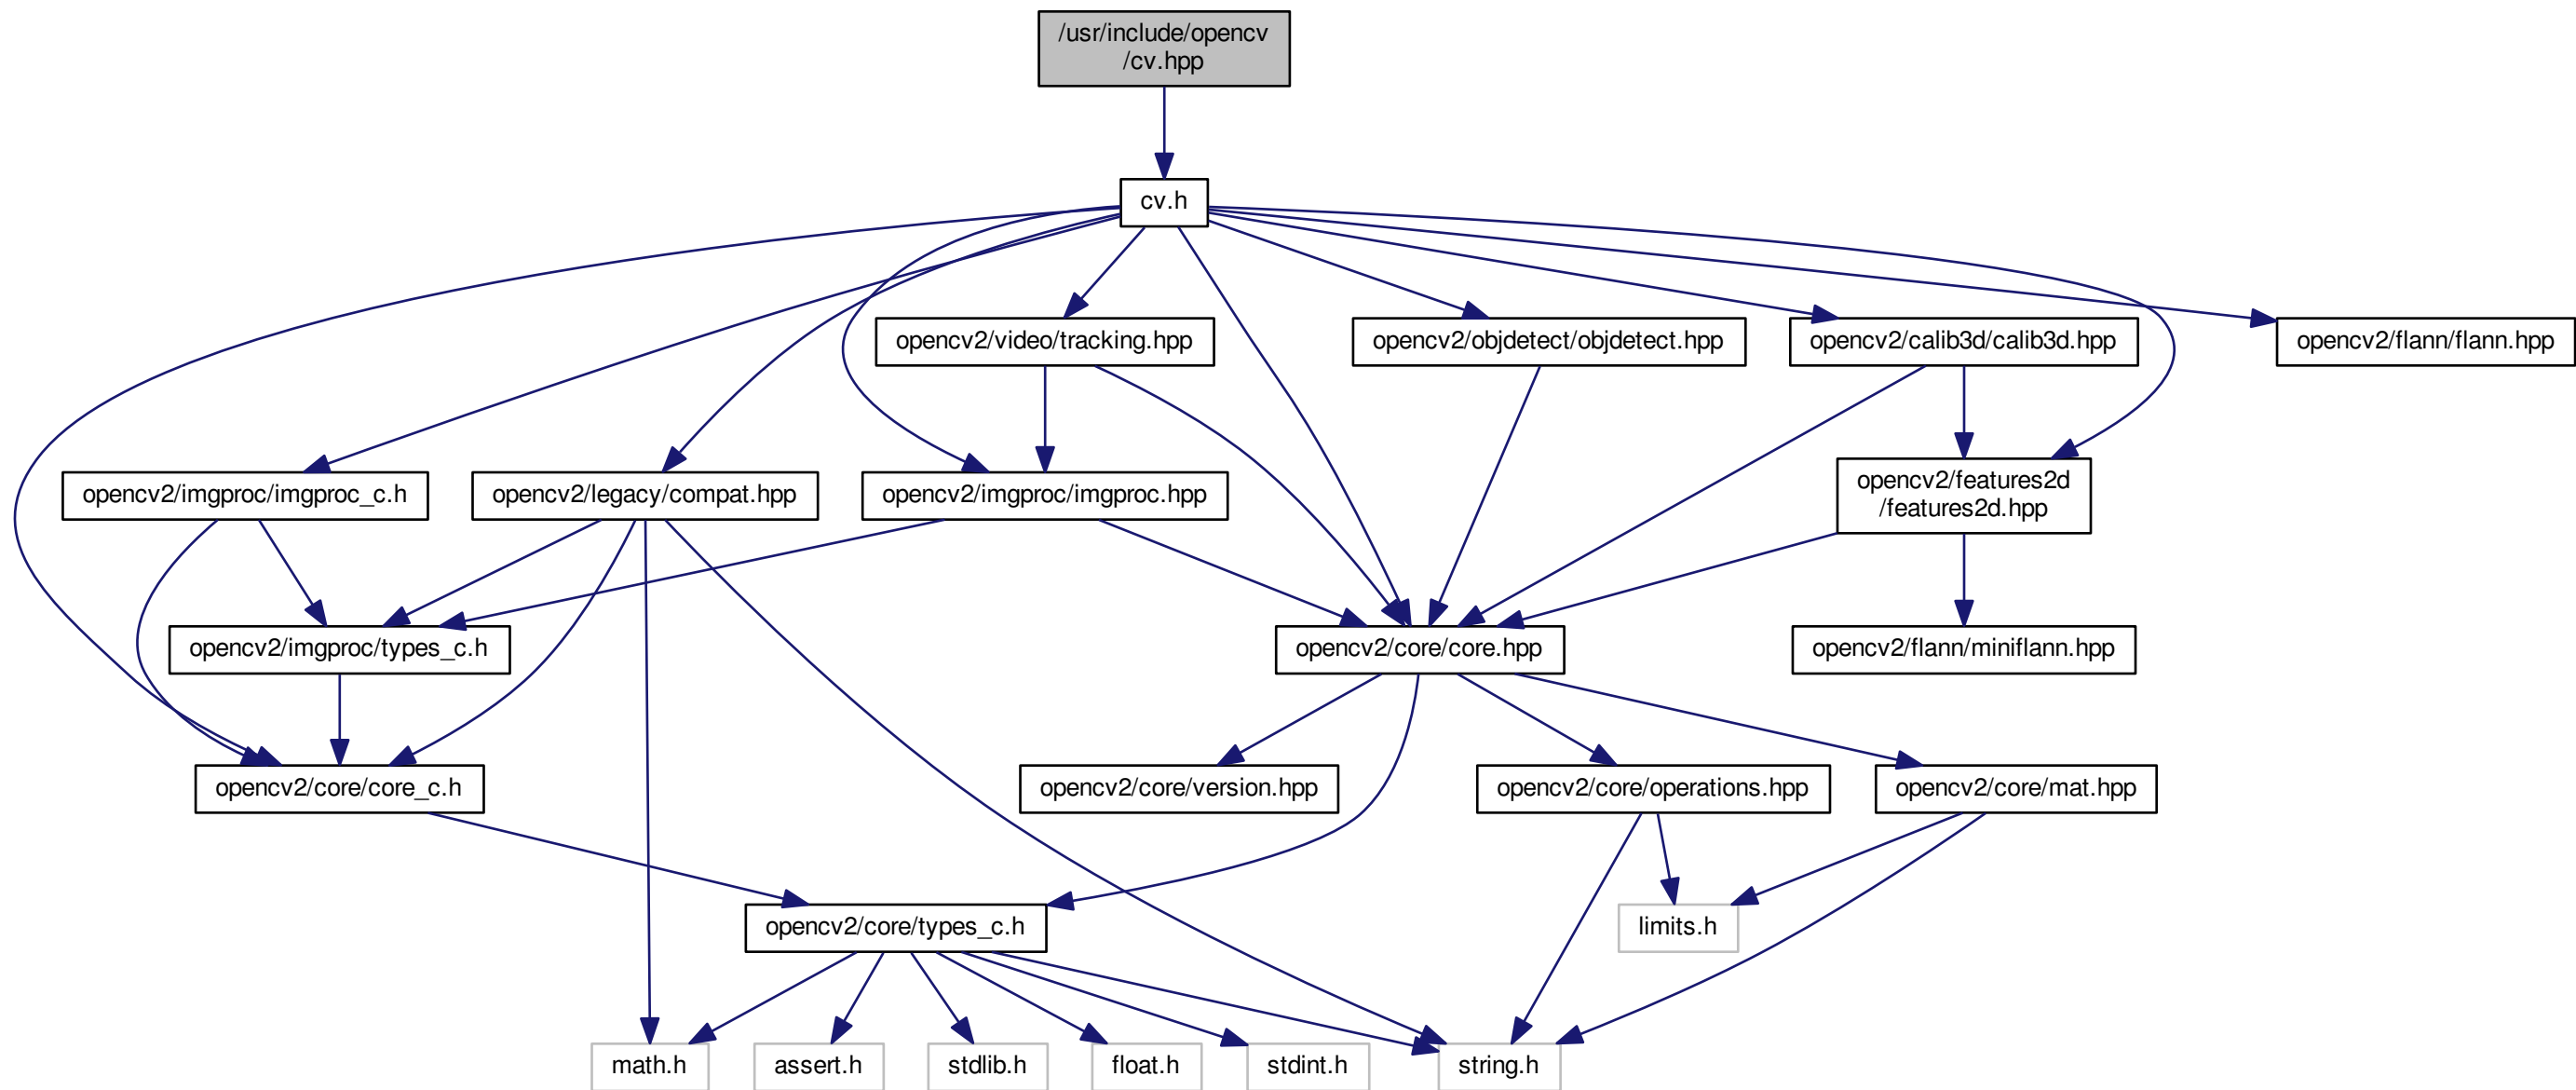 /usr/include/opencv
/cv.hpp
cv.h
opencv2/video/tracking.hpp
opencv2/objdetect/objdetect.hpp
opencv2/calib3d/calib3d.hpp
opencv2/flann/flann.hpp
opencv2/imgproc/imgproc_c.h
opencv2/legacy/compat.hpp
opencv2/imgproc/imgproc.hpp
opencv2/features2d
/features2d.hpp
opencv2/imgproc/types_c.h
opencv2/core/core.hpp
opencv2/flann/miniflann.hpp
opencv2/core/core_c.h
opencv2/core/version.hpp
opencv2/core/operations.hpp
opencv2/core/mat.hpp
opencv2/core/types_c.h
limits.h
math.h
assert.h
stdlib.h
float.h
stdint.h
string.h